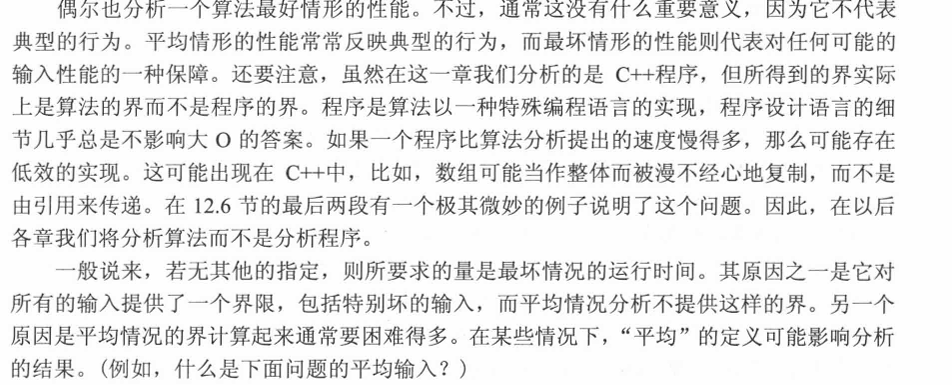 偶尔也分析一个算法最好情形的性能。不过，通常这没有什么重要意义，因为它不代表
典型的行为。平均情形的性能常常反映典型的行为，而最坏情形的性能则代表对任何可能的
输入性能的一种保障。还要注意，虽然在这一章我们分析的是 C++程序，但所得到的界实际
上是算法的界而不是程序的界。程序是算法以一种特殊编程语言的实现，程序设计语言的细
节几乎总是不影响大 O 的答案。如果一个程序比算法分析提出的速度慢得多，那么可能存在
低效的实现。这可能出现在 C++中，比如，数组可能当作整体而被漫不经心地复制，而不是
由引用来传递。在 12.6 节的最后两段有一个极其微妙的例子说明了这个问题。因此，在以后
各章我们将分析算法而不是分析程序。
一般说来，若无其他的指定，则所要求的量是最坏情况的运行时间。其原因之一是它对
所有的输入提供了一个界限，包括特别坏的输入，而平均情况分析不提供这样的界。另一个
原因是平均情况的界计算起来通常要困难得多。在某些情况下，“平均”的定义可能影响分析
的结果。(例如，什么是下面问题的平均输入？)